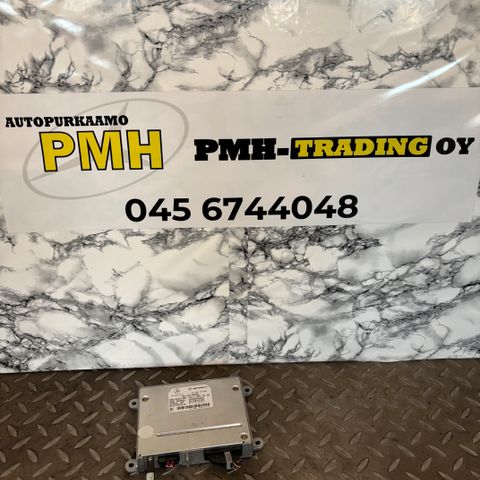 AUTOPURKAAMO
PMH
PMH-TRADING OY
045 6744048